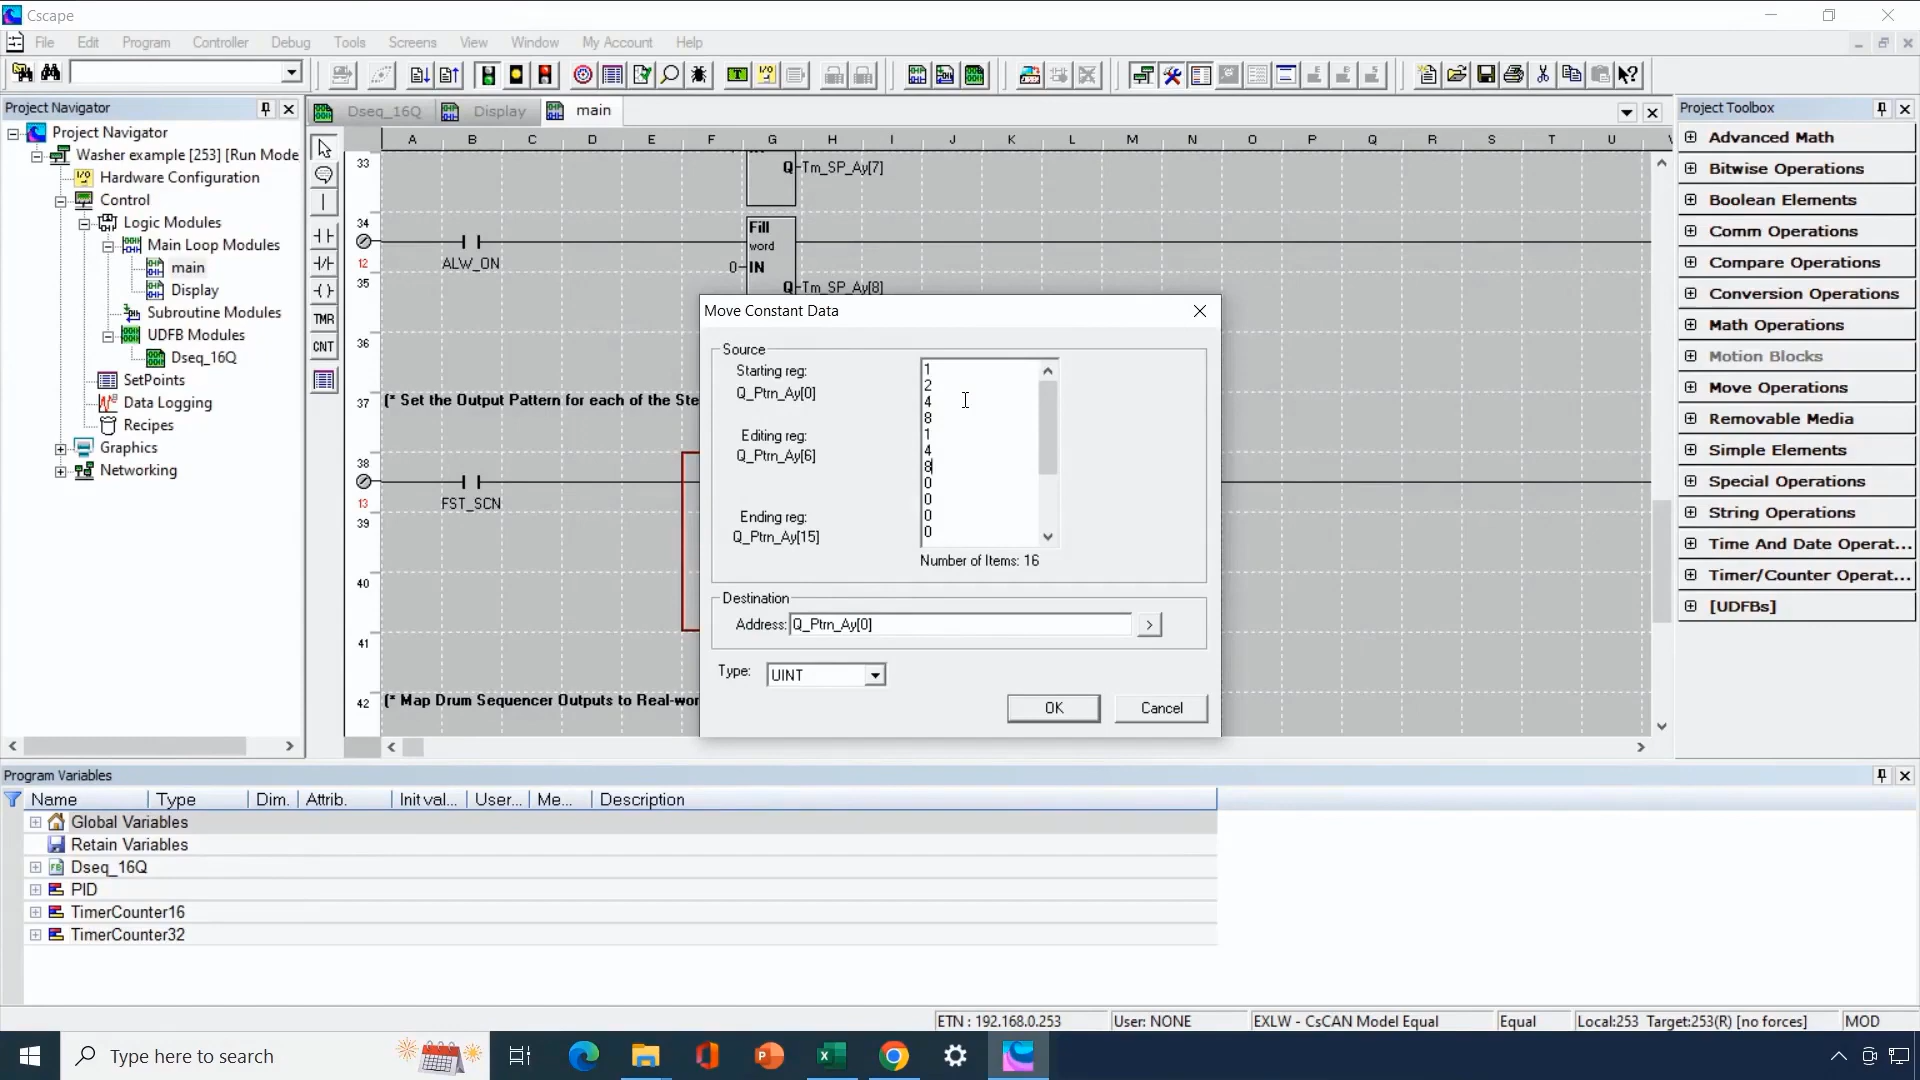 Cscape
File Edit Program Controller Debug Tools Screens View Window My Account Help
Project Navigator
Project Navigator
Washer example [253] [Run Mode
Hardware Configuration
Control
Logic Modules
Main Loop Modules
main
Display
Subroutine Modules
UDFB Modules
Dseq_16Q
SetPoints
Data Logging
Recipes
Graphics
Networking
Dseq_16Q Display main
TMR
CNT
A B C D E F G H I J K L M N O P Q R S T U
33
Q Tm_SP_Ay[7]
34
Fill
word
12
ALW_ON
0 IN
35
Q Tm_SP_Ay[8]
36
37 (* Set the Output Pattern for each of the Ste
38
13
FST_SCN
39
40
41
42 (* Map Drum Sequencer Outputs to Real-wor
Move Constant Data
Source
Starting reg:
Q_Ptrn_Ay[0]
Editing reg:
Q_Ptrn_Ay[6]
Ending reg:
Q_Ptrn_Ay[15]
1
2
4
8
1
4
8
0
0
0
0
Number of Items: 16
Destination
Address: Q_Ptrn_Ay[0] >
Type: UINT
OK Cancel
Project Toolbox
Advanced Math
Bitwise Operations
Boolean Elements
Comm Operations
Compare Operations
Conversion Operations
Math Operations
Motion Blocks
Move Operations
Removable Media
Simple Elements
Special Operations
String Operations
Time And Date Operat...
Timer/Counter Operat...
[UDFBs]
Program Variables
Name Type Dim. Attrib. Init val... User... Me... Description
Global Variables
Retain Variables
Dseq_16Q
PID
TimerCounter16
TimerCounter32
ETN : 192.168.0.253 User: NONE EXLW - CsCAN Model Equal Equal Local:253 Target:253(R) [no forces] MOD
Type here to search